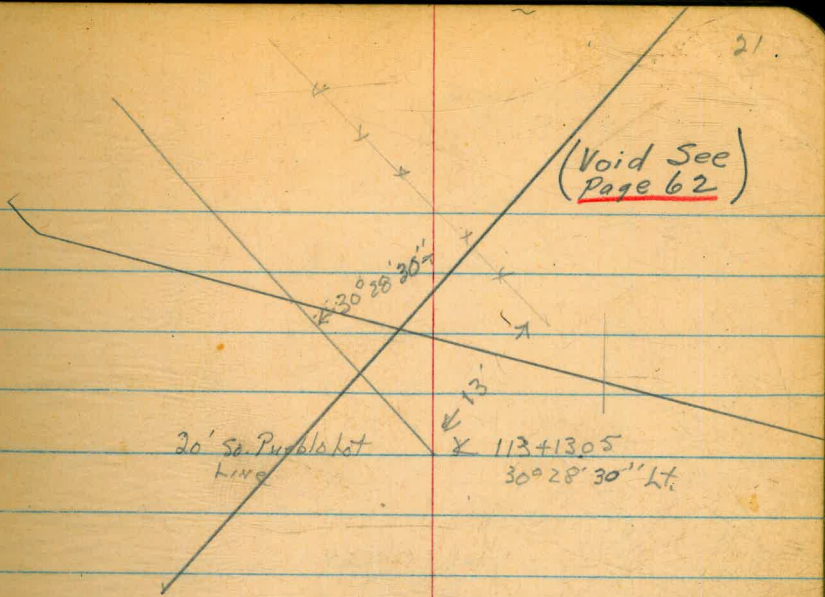 21.
(Void See
Page 62)
30° 28' 30"
13'
20' So. Pueblo Lot
Line
113+13.05
30° 28' 30" Lt.